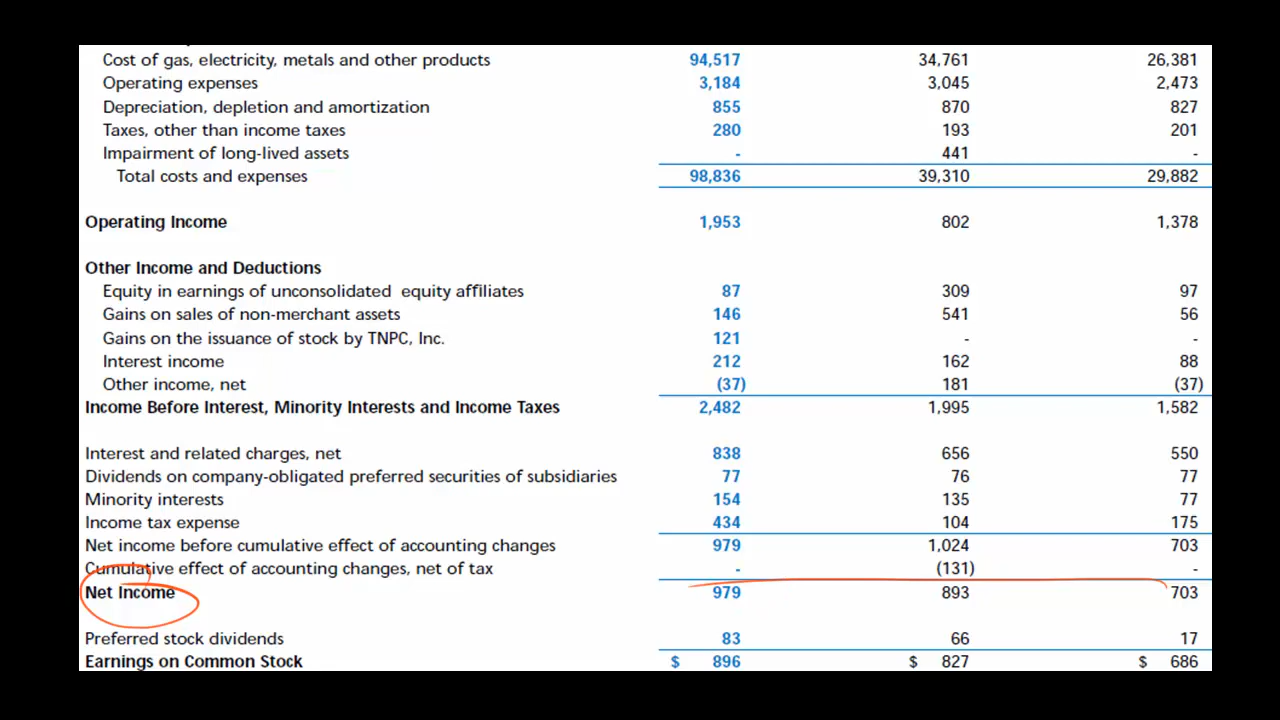 Cost of gas, electricity, metals and other products 94,517 34,761 26,381
Operating expenses 3,184 3,045 2,473
Depreciation, depletion and amortization 855 870 827
Taxes, other than income taxes 280 193 201
Impairment of long-lived assets - 441 -
Total costs and expenses 98,836 39,310 29,882
Operating Income 1,953 802 1,378
Other Income and Deductions
Equity in earnings of unconsolidated equity affiliates 87 309 97
Gains on sales of non-merchant assets 146 541 56
Gains on the issuance of stock by TNPC, Inc. 121 - -
Interest income 212 162 88
Other income, net (37) 181 (37)
Income Before Interest, Minority Interests and Income Taxes 2,482 1,995 1,582
Interest and related charges, net 838 656 550
Dividends on company-obligated preferred securities of subsidiaries 77 76 77
Minority interests 154 135 77
Income tax expense 434 104 175
Net income before cumulative effect of accounting changes 979 1,024 703
Cumulative effect of accounting changes, net of tax - (131) -
Net Income 979 893 703
Preferred stock dividends 83 66 17
Earnings on Common Stock $ 896 $ 827 $ 686